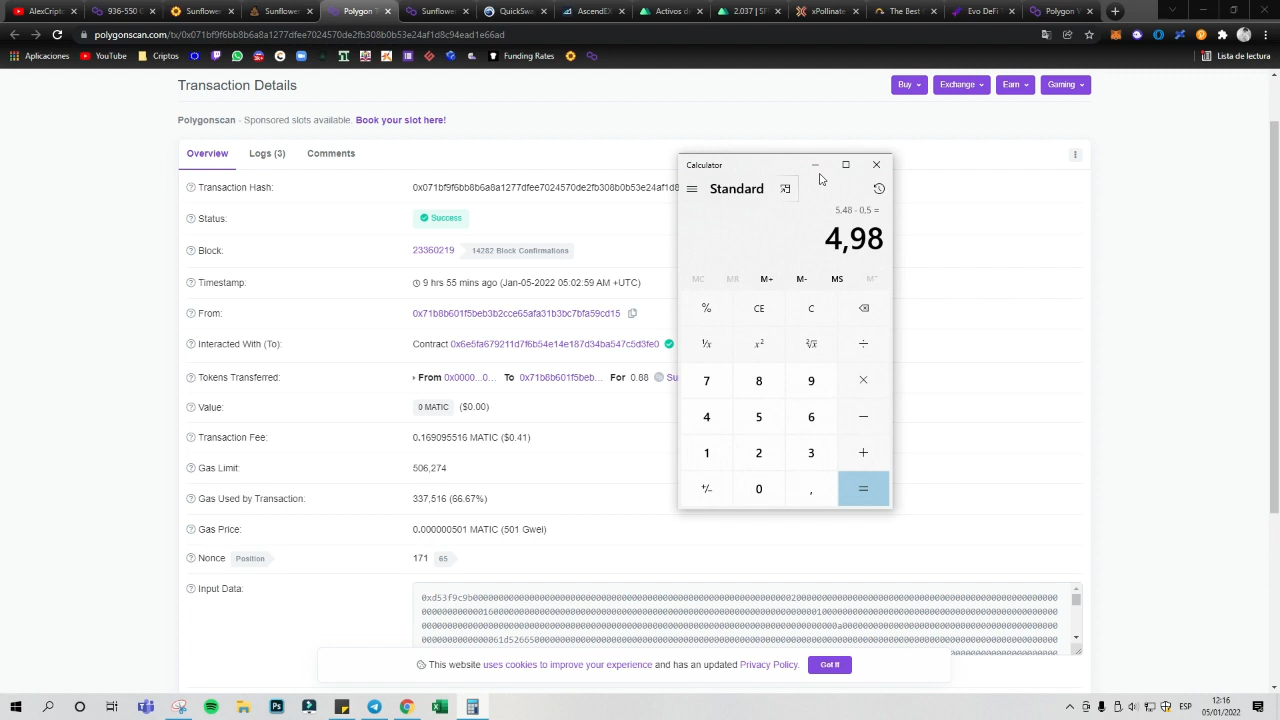 AlexCripto
Sunflower
Sunflower
Polygon T
Sunflower
QuickSwa
AscendEX
Activos de
2.037 | SF
xPollinate
The Best
Evo DeFi
Polygon
polygonscan.com/tx/0x071bf9f6bb8b6a8a1277dfee7024570de2fb308b0b53e24af1d8c94ead1e66ad
Aplicaciones
YouTube
Criptos
Funding Rates
Lista de lectura
Transaction Details
Buy
Exchange
Earn
Gaming
Polygonscan - Sponsored slots available. Book your slot here!
Overview
Logs (3)
Comments
Transaction Hash:
0x071bf9f6bb8b6a8a1277dfee7024570de2fb308b0b53e24af1d8
Status:
Success
Block:
23360219
14282 Block Confirmations
Timestamp:
9 hrs 55 mins ago (Jan-05-2022 05:02:59 AM +UTC)
From:
0x71b8b601f5beb3b2cce65afa31b3bc7bfa59cd15
Interacted With (To):
Contract 0x6e5fa679211d7f6b54e14e187d34ba547c5d3fe0
Tokens Transferred:
From 0x0000...0... To 0x71b8b601f5beb... For 0.88 Su
Value:
0 MATIC ($0.00)
Transaction Fee:
0.169095516 MATIC ($0.41)
Gas Limit:
506,274
Gas Used by Transaction:
337,516 (66.67%)
Gas Price:
0.000000501 MATIC (501 Gwei)
Nonce Position
171 65
Input Data:
Calculator
Standard
5,48 - 0,5 =
4,98
MC MR M+ M- MS M˅
% CE C
¹/x x² ²√x ÷
7 8 9 ×
4 5 6 −
1 2 3 +
+/− 0 , =
This website uses cookies to improve your experience and has an updated Privacy Policy.
Got It
ESP
12:16
05/01/2022